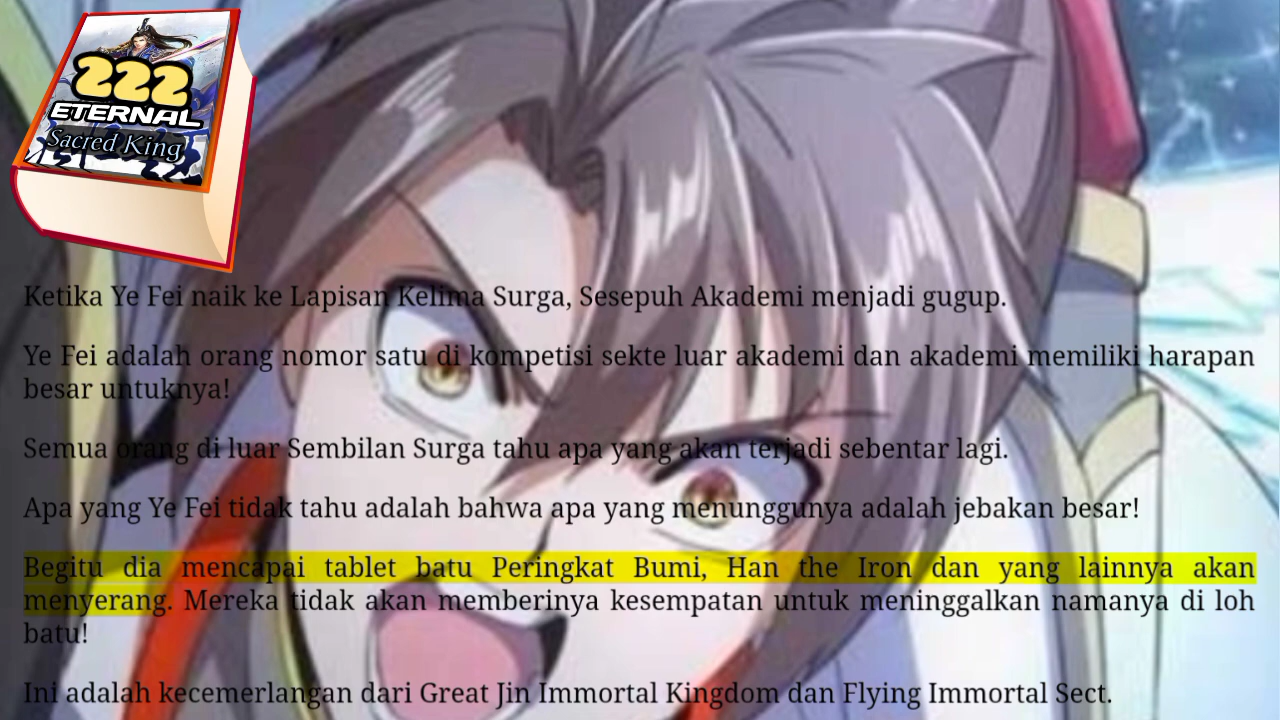 222
ETERNAL
Sacred King
Ketika Ye Fei naik ke Lapisan Kelima Surga, Sesepuh Akademi menjadi gugup.
Ye Fei adalah orang nomor satu di kompetisi sekte luar akademi dan akademi memiliki harapan
besar untuknya!
Semua orang di luar Sembilan Surga tahu apa yang akan terjadi sebentar lagi.
Apa yang Ye Fei tidak tahu adalah bahwa apa yang menunggunya adalah jebakan besar!
Begitu dia mencapai tablet batu Peringkat Bumi, Han the Iron dan yang lainnya akan
menyerang. Mereka tidak akan memberinya kesempatan untuk meninggalkan namanya di loh
batu!
Ini adalah kecemerlangan dari Great Jin Immortal Kingdom dan Flying Immortal Sect.